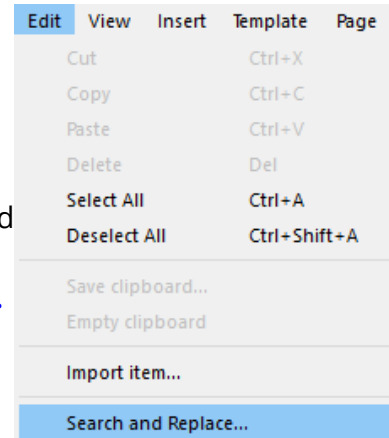 Edit View Insert Template Page
Cut Ctrl+X
Copy Ctrl+C
Paste Ctrl+V
Delete Del
Select All Ctrl+A
d
Deselect All Ctrl+Shift+A
Save clipboard...
Empty clipboard
Import item...
Search and Replace...